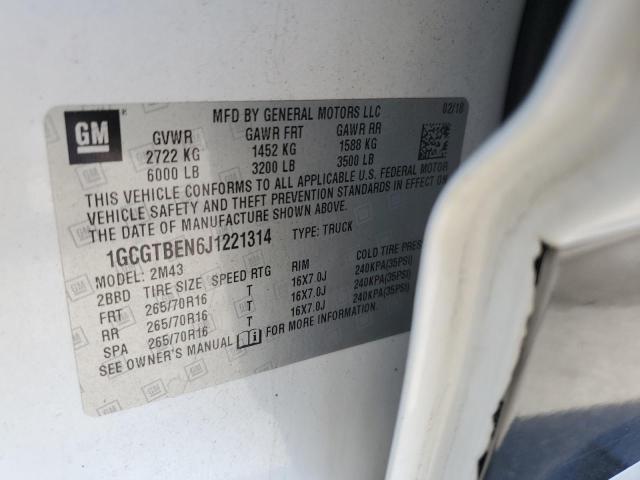 GM
MFD BY GENERAL MOTORS LLC 02/18
GVWR GAWR FRT GAWR RR
2722 KG 1452 KG 1588 KG
6000 LB 3200 LB 3500 LB
THIS VEHICLE CONFORMS TO ALL APPLICABLE U.S. FEDERAL MOTOR
VEHICLE SAFETY AND THEFT PREVENTION STANDARDS IN EFFECT ON
THE DATE OF MANUFACTURE SHOWN ABOVE.
1GCGTBEN6J1221314 TYPE: TRUCK
MODEL: 2M43
2BBD TIRE SIZE SPEED RTG RIM COLD TIRE
FRT 265/70R16 T 16X7.0J 240KPA(35PSI)
RR 265/70R16 T 16X7.0J 240KPA(35PSI)
SPA 265/70R16 T 16X7.0J 240KPA(35PSI)
SEE OWNER'S MANUAL FOR MORE INFORMATION.